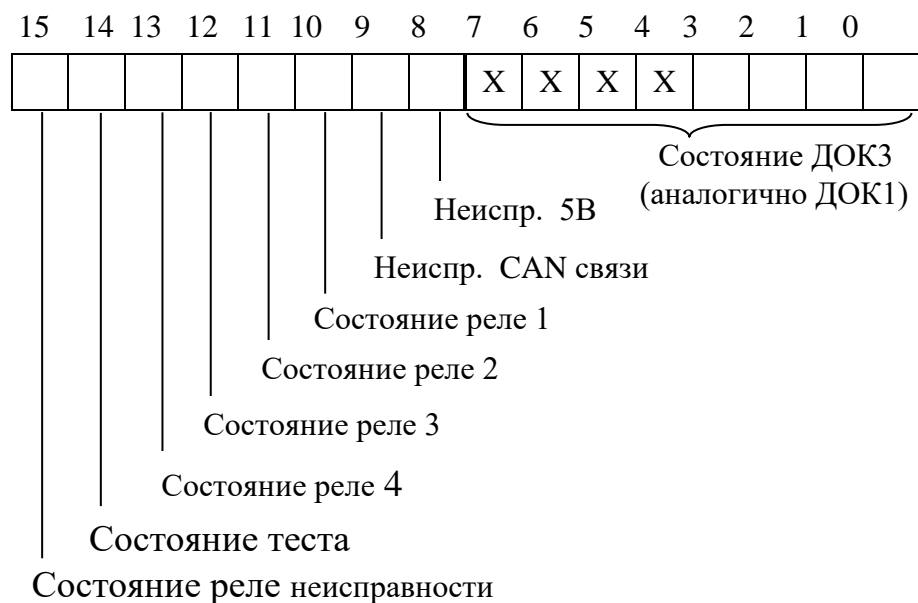 15 14 13 12 11 10 9 8 7 6 5 4 3 2 1 0
X X X X
Состояние ДОК3
(аналогично ДОК1)
Неиспр. 5В
Неиспр. CAN связи
Состояние реле 1
Состояние реле 2
Состояние реле 3
Состояние реле 4
Состояние теста
Состояние реле неисправности